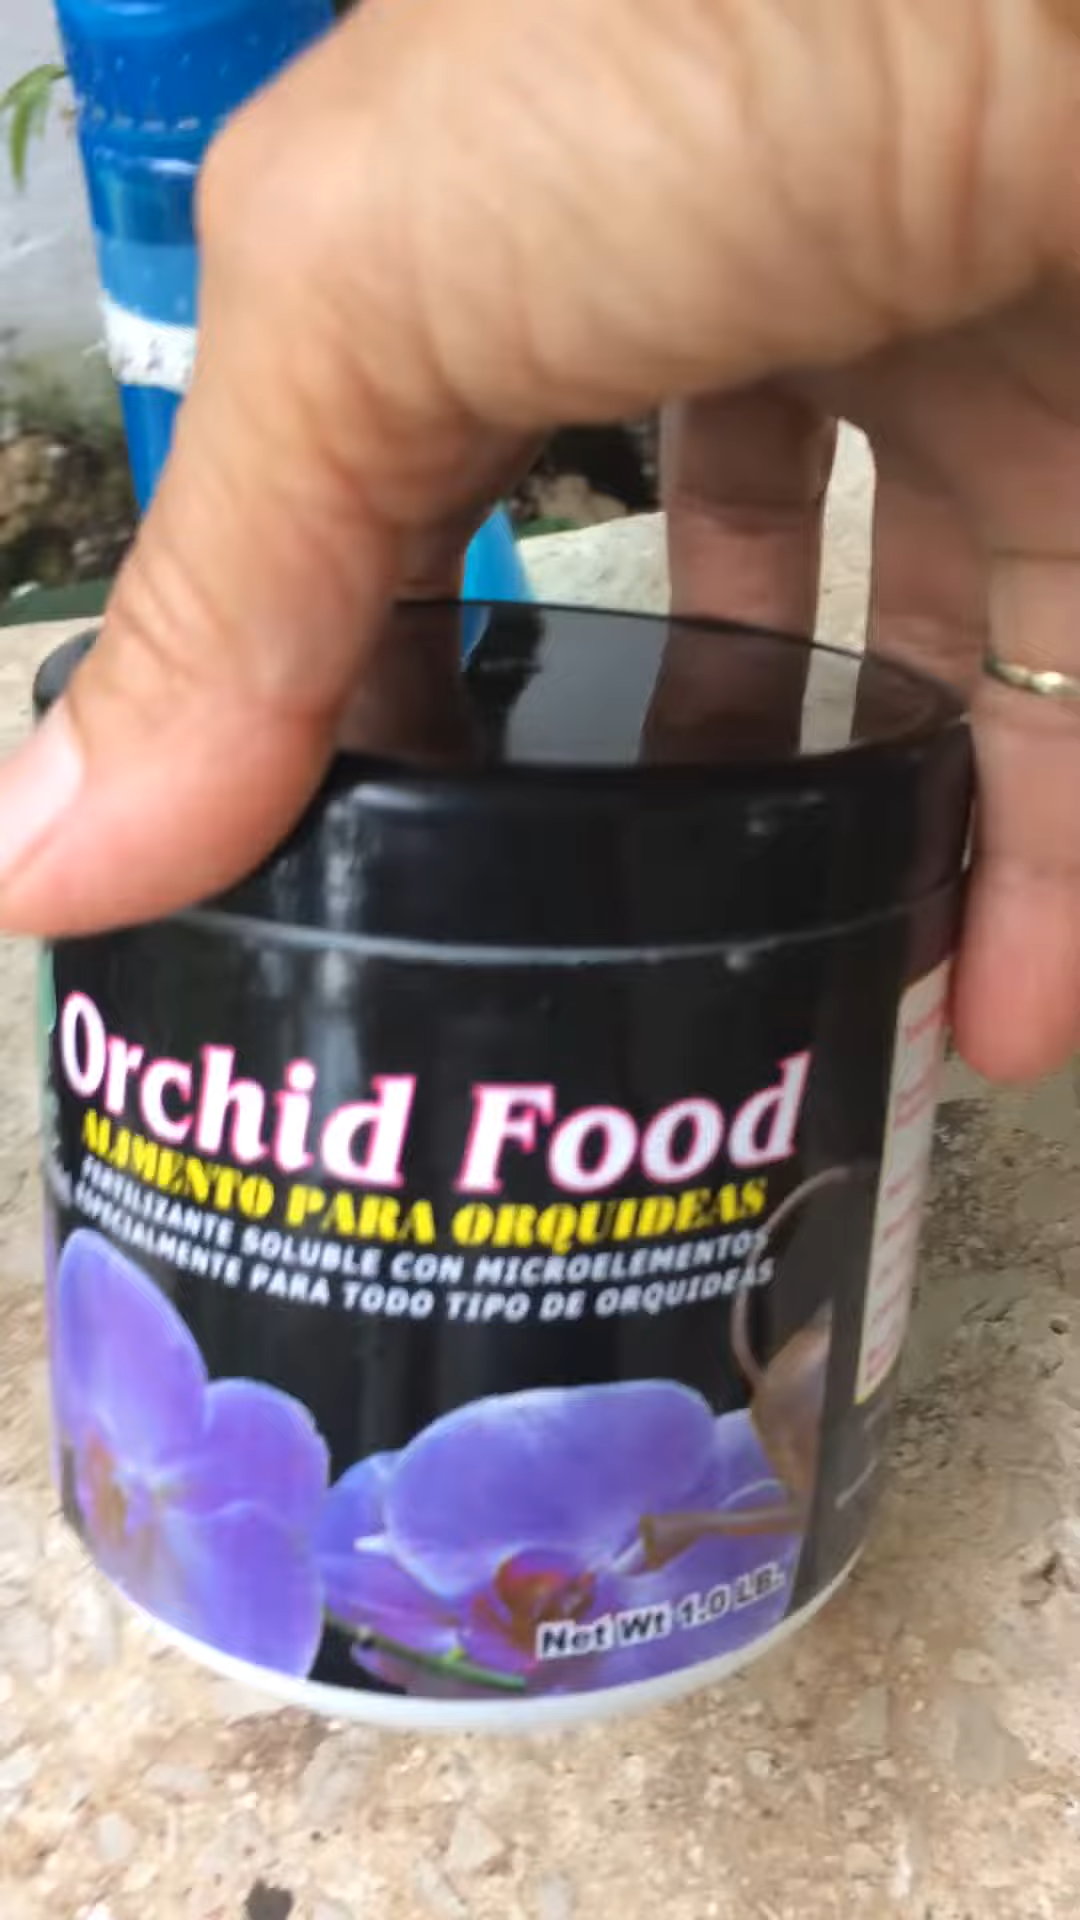 Orchid Food
ALIMENTO PARA ORQUIDEAS
FERTILIZANTE SOLUBLE CON MICROELEMENTOS
ESPECIALMENTE PARA TODO TIPO DE ORQUIDEAS
Net Wt 1.0 LB.